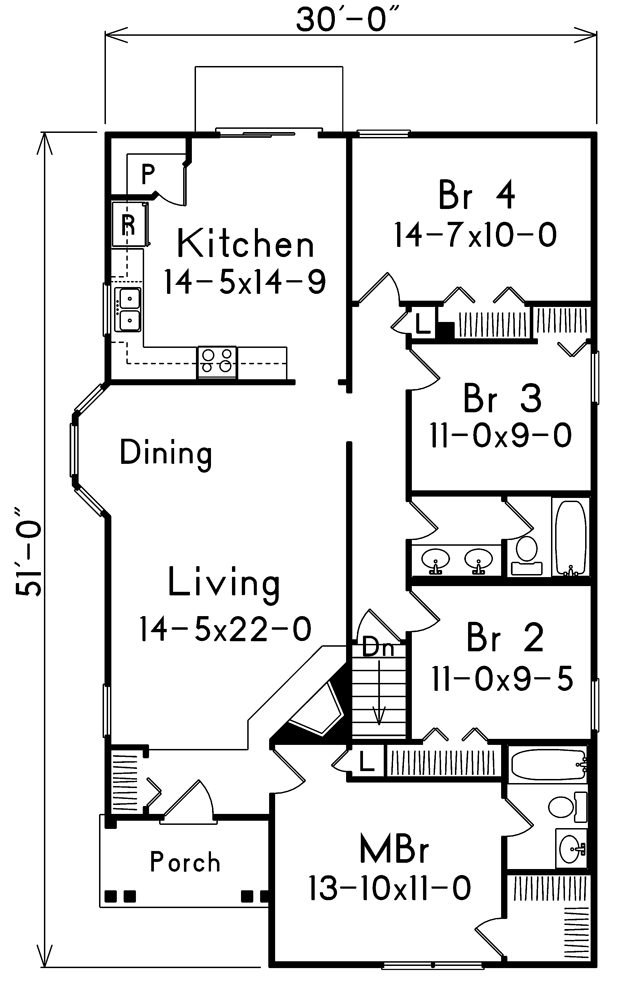 30'-0"
P
R
Kitchen
14-5x14-9
Br 4
14-7x10-0
L
Br 3
11-0x9-0
Dining
51'-0"
Living
14-5x22-0
Dn
Br 2
11-0x9-5
L
Porch
MBr
13-10x11-0